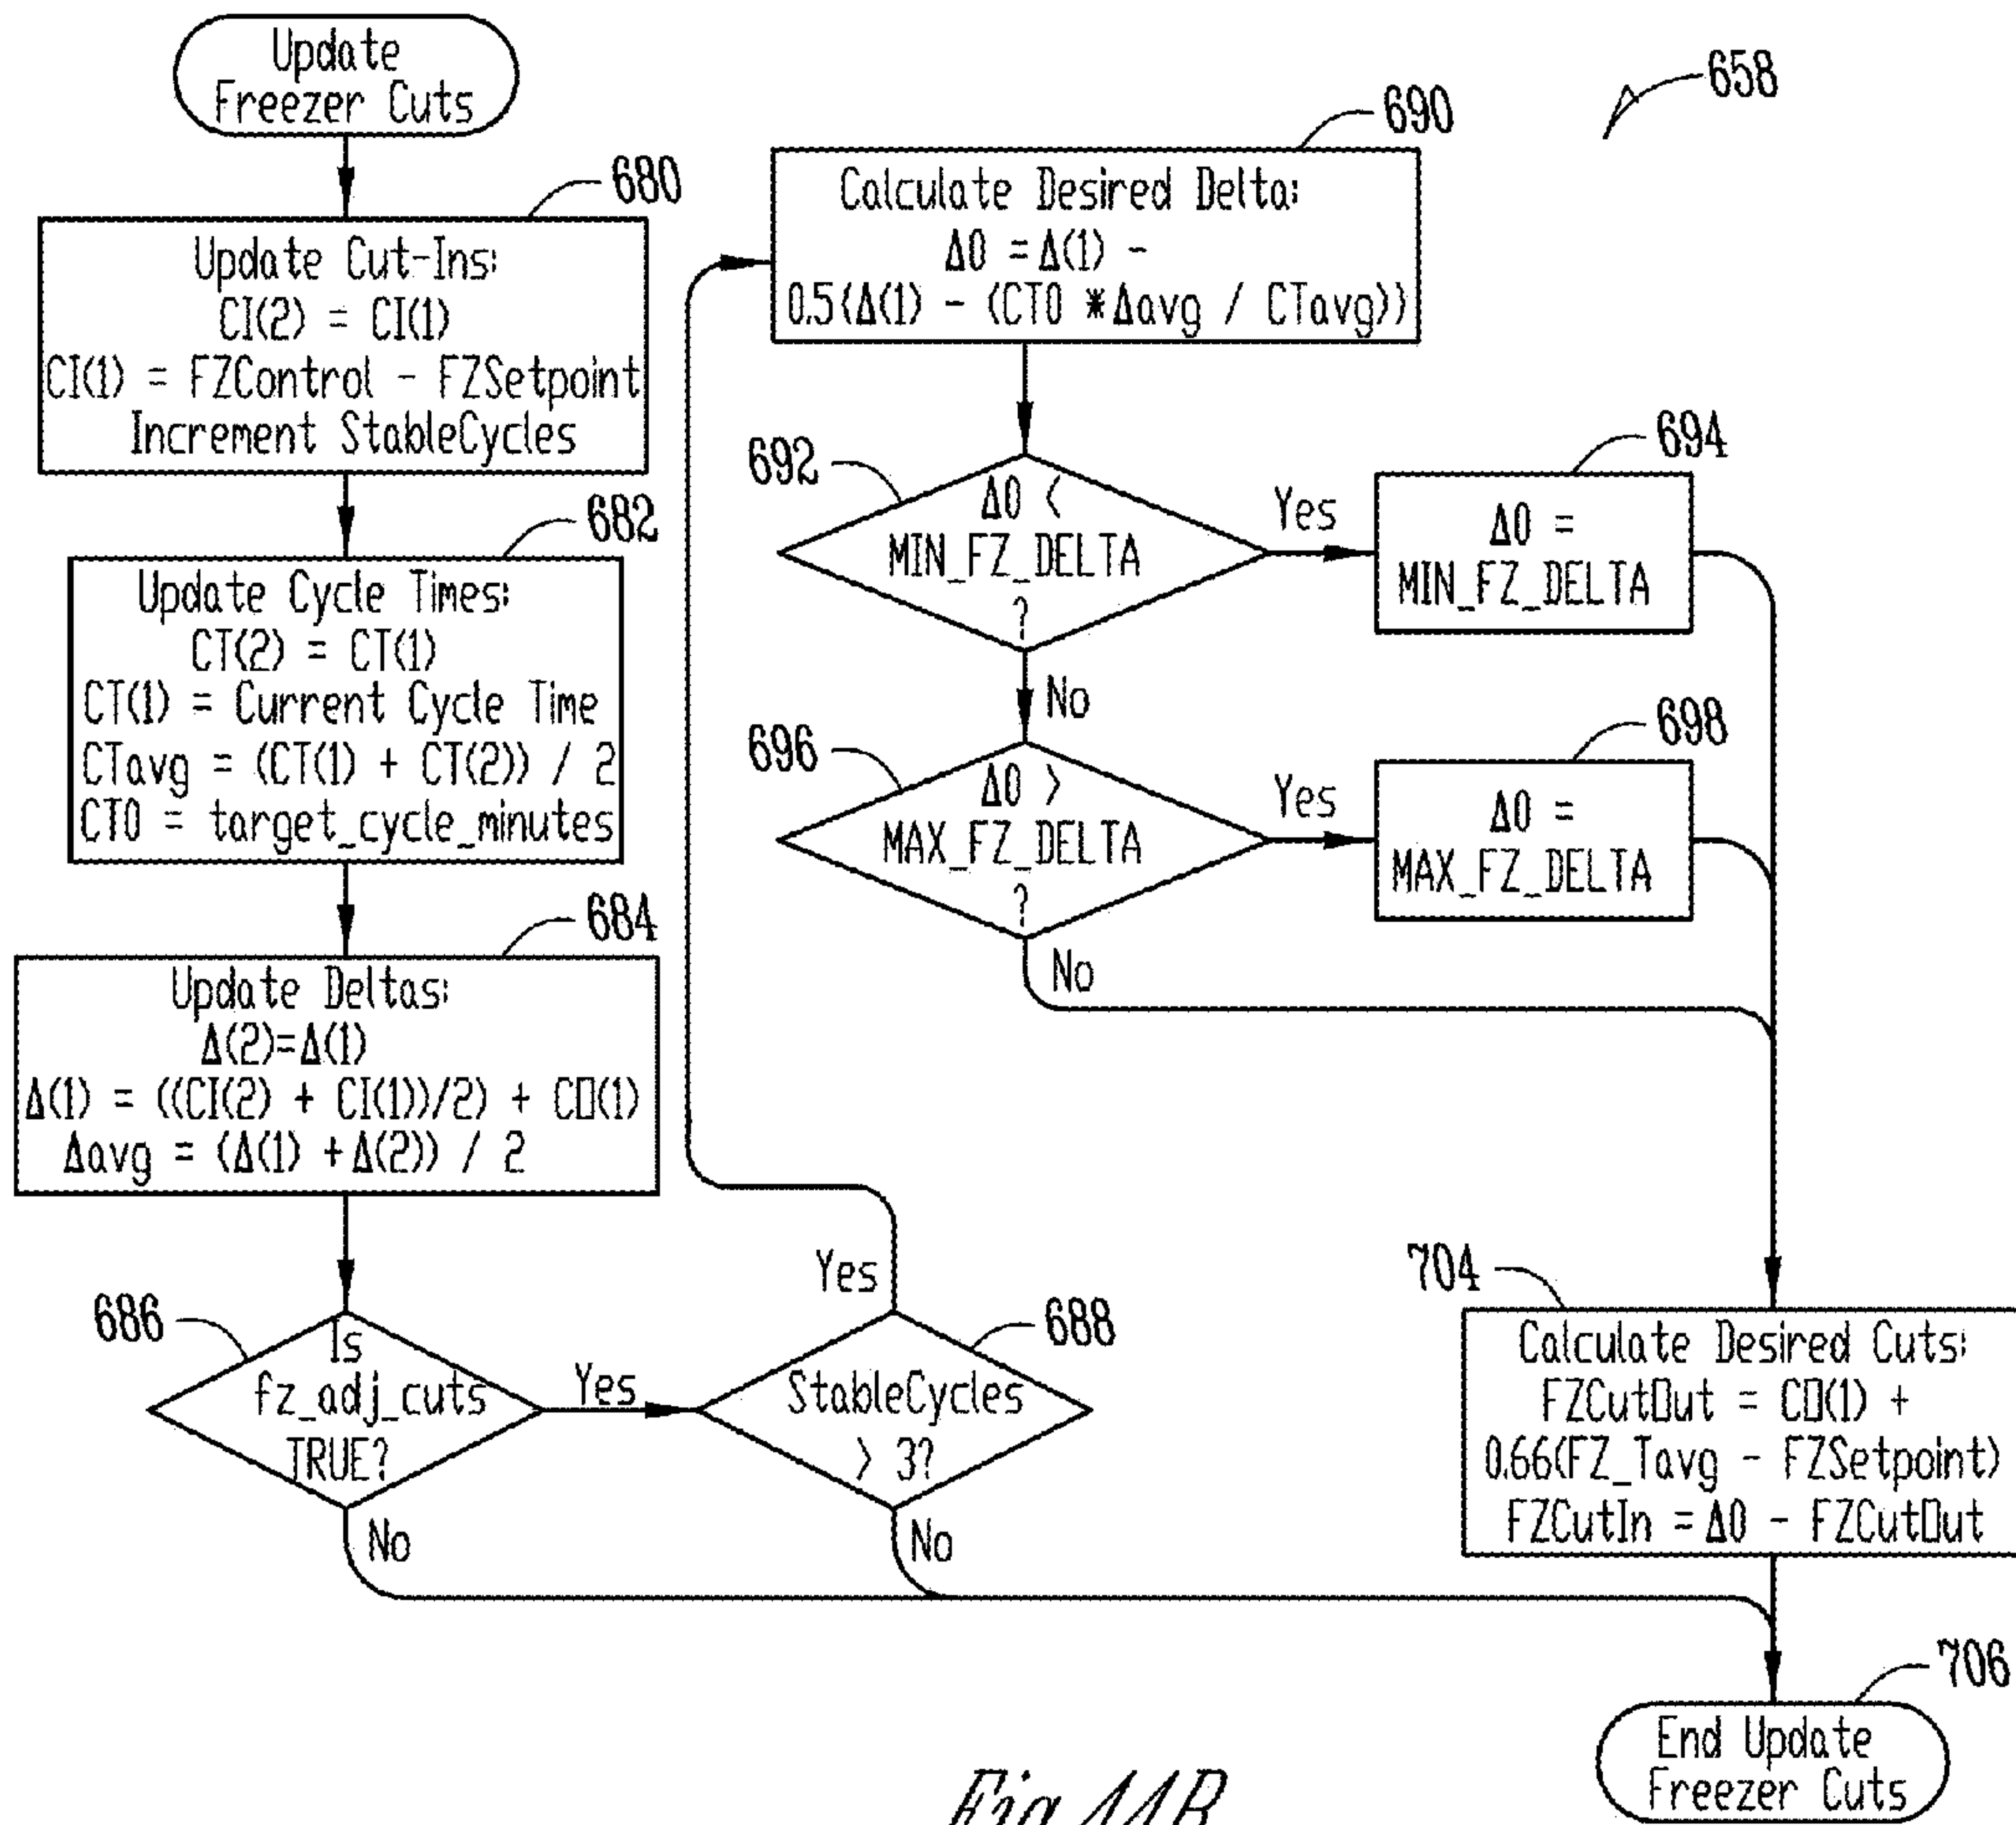 Update
Freezer Cuts
680
Update Cut-Ins:
CI(2) = CI(1)
CI(1) = FZControl - FZSetpoint
Increment StableCycles
682
Update Cycle Times:
CT(2) = CT(1)
CT(1) = Current Cycle Time
CTavg = (CT(1) + CT(2)) / 2
CT0 = target_cycle_minutes
684
Update Deltas:
Δ(2)=Δ(1)
Δ(1) = ((CI(2) + CI(1))/2) + CO(1)
Δavg = (Δ(1) +Δ(2)) / 2
686
Is
fz_adj_cuts
TRUE?
Yes
No
688
StableCycles
> 3?
Yes
No
658
690
Calculate Desired Delta:
Δ0 = Δ(1) -
0.5(Δ(1) - (CT0 *Δavg / CTavg))
692
Δ0 <
MIN_FZ_DELTA
?
Yes
No
694
Δ0 =
MIN_FZ_DELTA
696
Δ0 >
MAX_FZ_DELTA
?
Yes
No
698
Δ0 =
MAX_FZ_DELTA
704
Calculate Desired Cuts:
FZCutOut = CO(1) +
0.66(FZ_Tavg - FZSetpoint)
FZCutIn = Δ0 - FZCutOut
706
End Update
Freezer Cuts
Fig. 11B